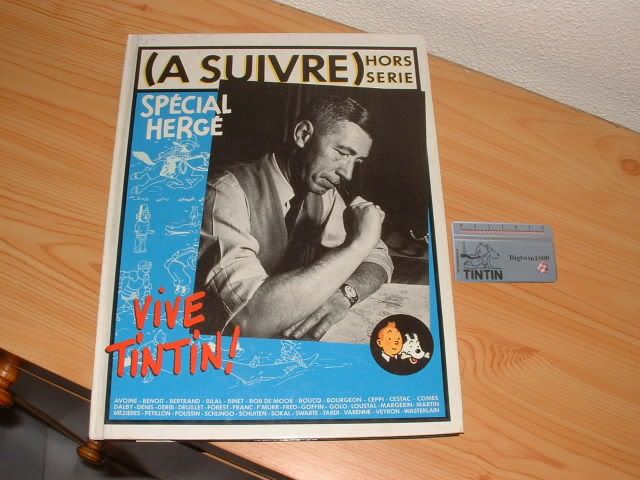 (A SUIVRE) HORS SERIE
SPÉCIAL
HERGÉ
VIVE
TINTIN!
AVOINE - BENOIT - BERTRAND - BILAL - BINET - BOB DE MOOR - BOUCQ - BOURGEON - CEPPI - CESTAC - COMES
DALBY - DENIS - DERIB - DRUILLET - FOREST - FRANC - F'MURR - FRED - GOFFIN - GOLO - LOUSTAL - MARGERIN - MARTIN
MEZIERES - PETILLON - POUSSIN - SCHLINGO - SCHUITEN - SOKAL - SWARTE - TARDI - VARENNE - VEYRON - WASTERLAIN
TINTIN
Bigtwin1900